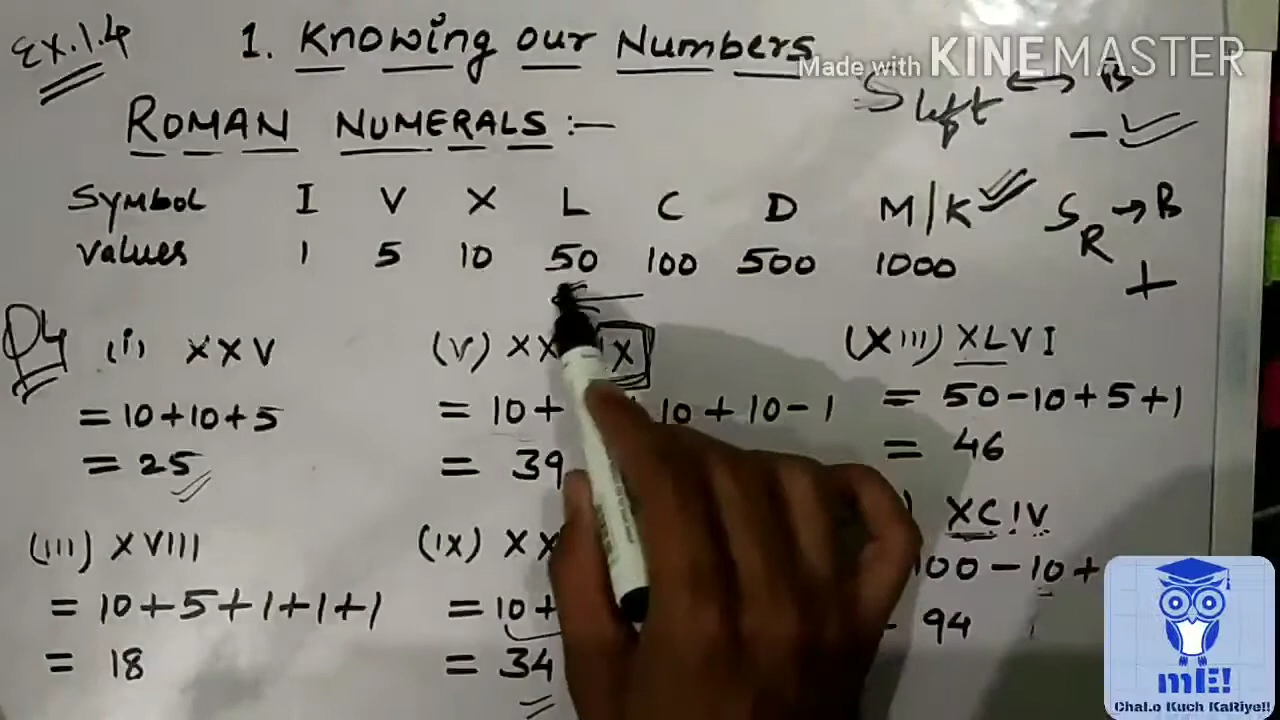 Ex.1.4
1. Knowing our Numbers
Made with KINEMASTER
S left ↔ B
− ✓
ROMAN NUMERALS :—
Symbol I V X L C D M/K
values 1 5 10 50 100 500 1000
S R → B
+
(i) XXV
= 10+10+5
= 25
(v) XX IX
= 10+ 10 + 10 - 1
= 39
(XIII) XLVI
= 50-10+5+1
= 46
(III) XVIII
= 10+5+1+1+1
= 18
(IX) XX
= 10+
= 34
XCIV
100 - 10 +
94
mE!
Chalo Kuch KaRiye!!